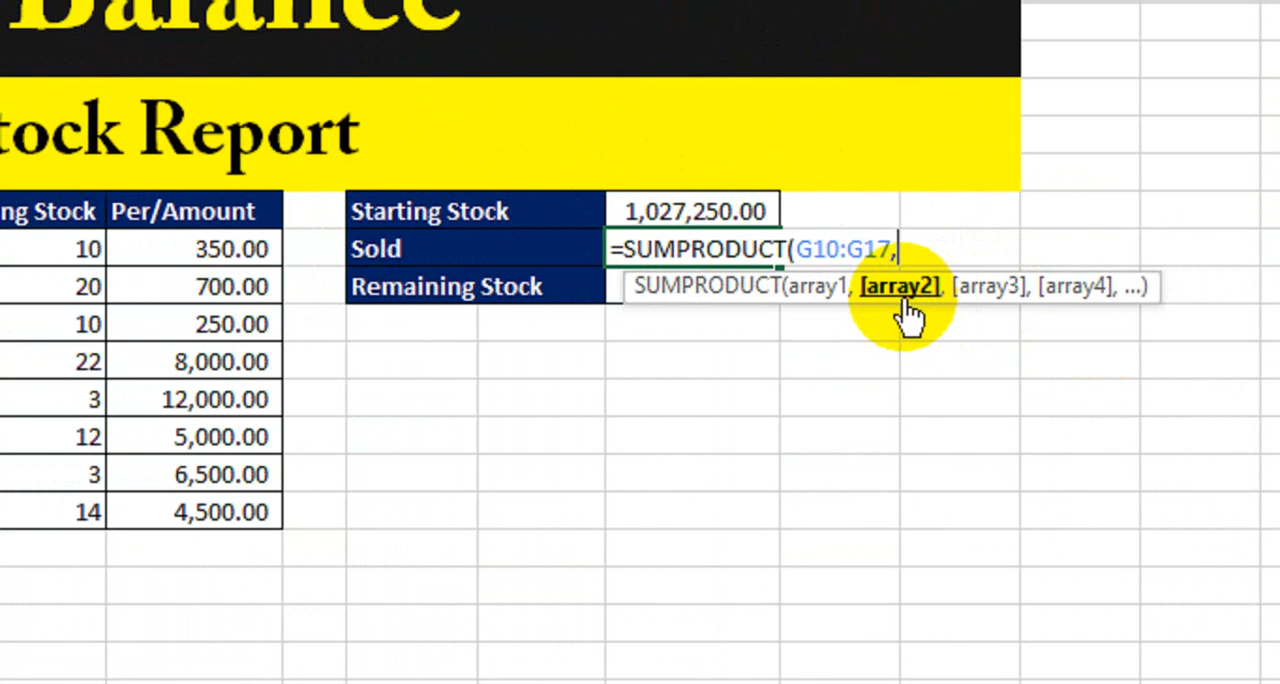 Balance
tock Report
ng Stock Per/Amount Starting Stock 1,027,250.00
10 350.00 Sold =SUMPRODUCT(G10:G17,
20 700.00 Remaining Stock SUMPRODUCT(array1, [array2], [array3], [array4], ...)
10 250.00
22 8,000.00
3 12,000.00
12 5,000.00
3 6,500.00
14 4,500.00